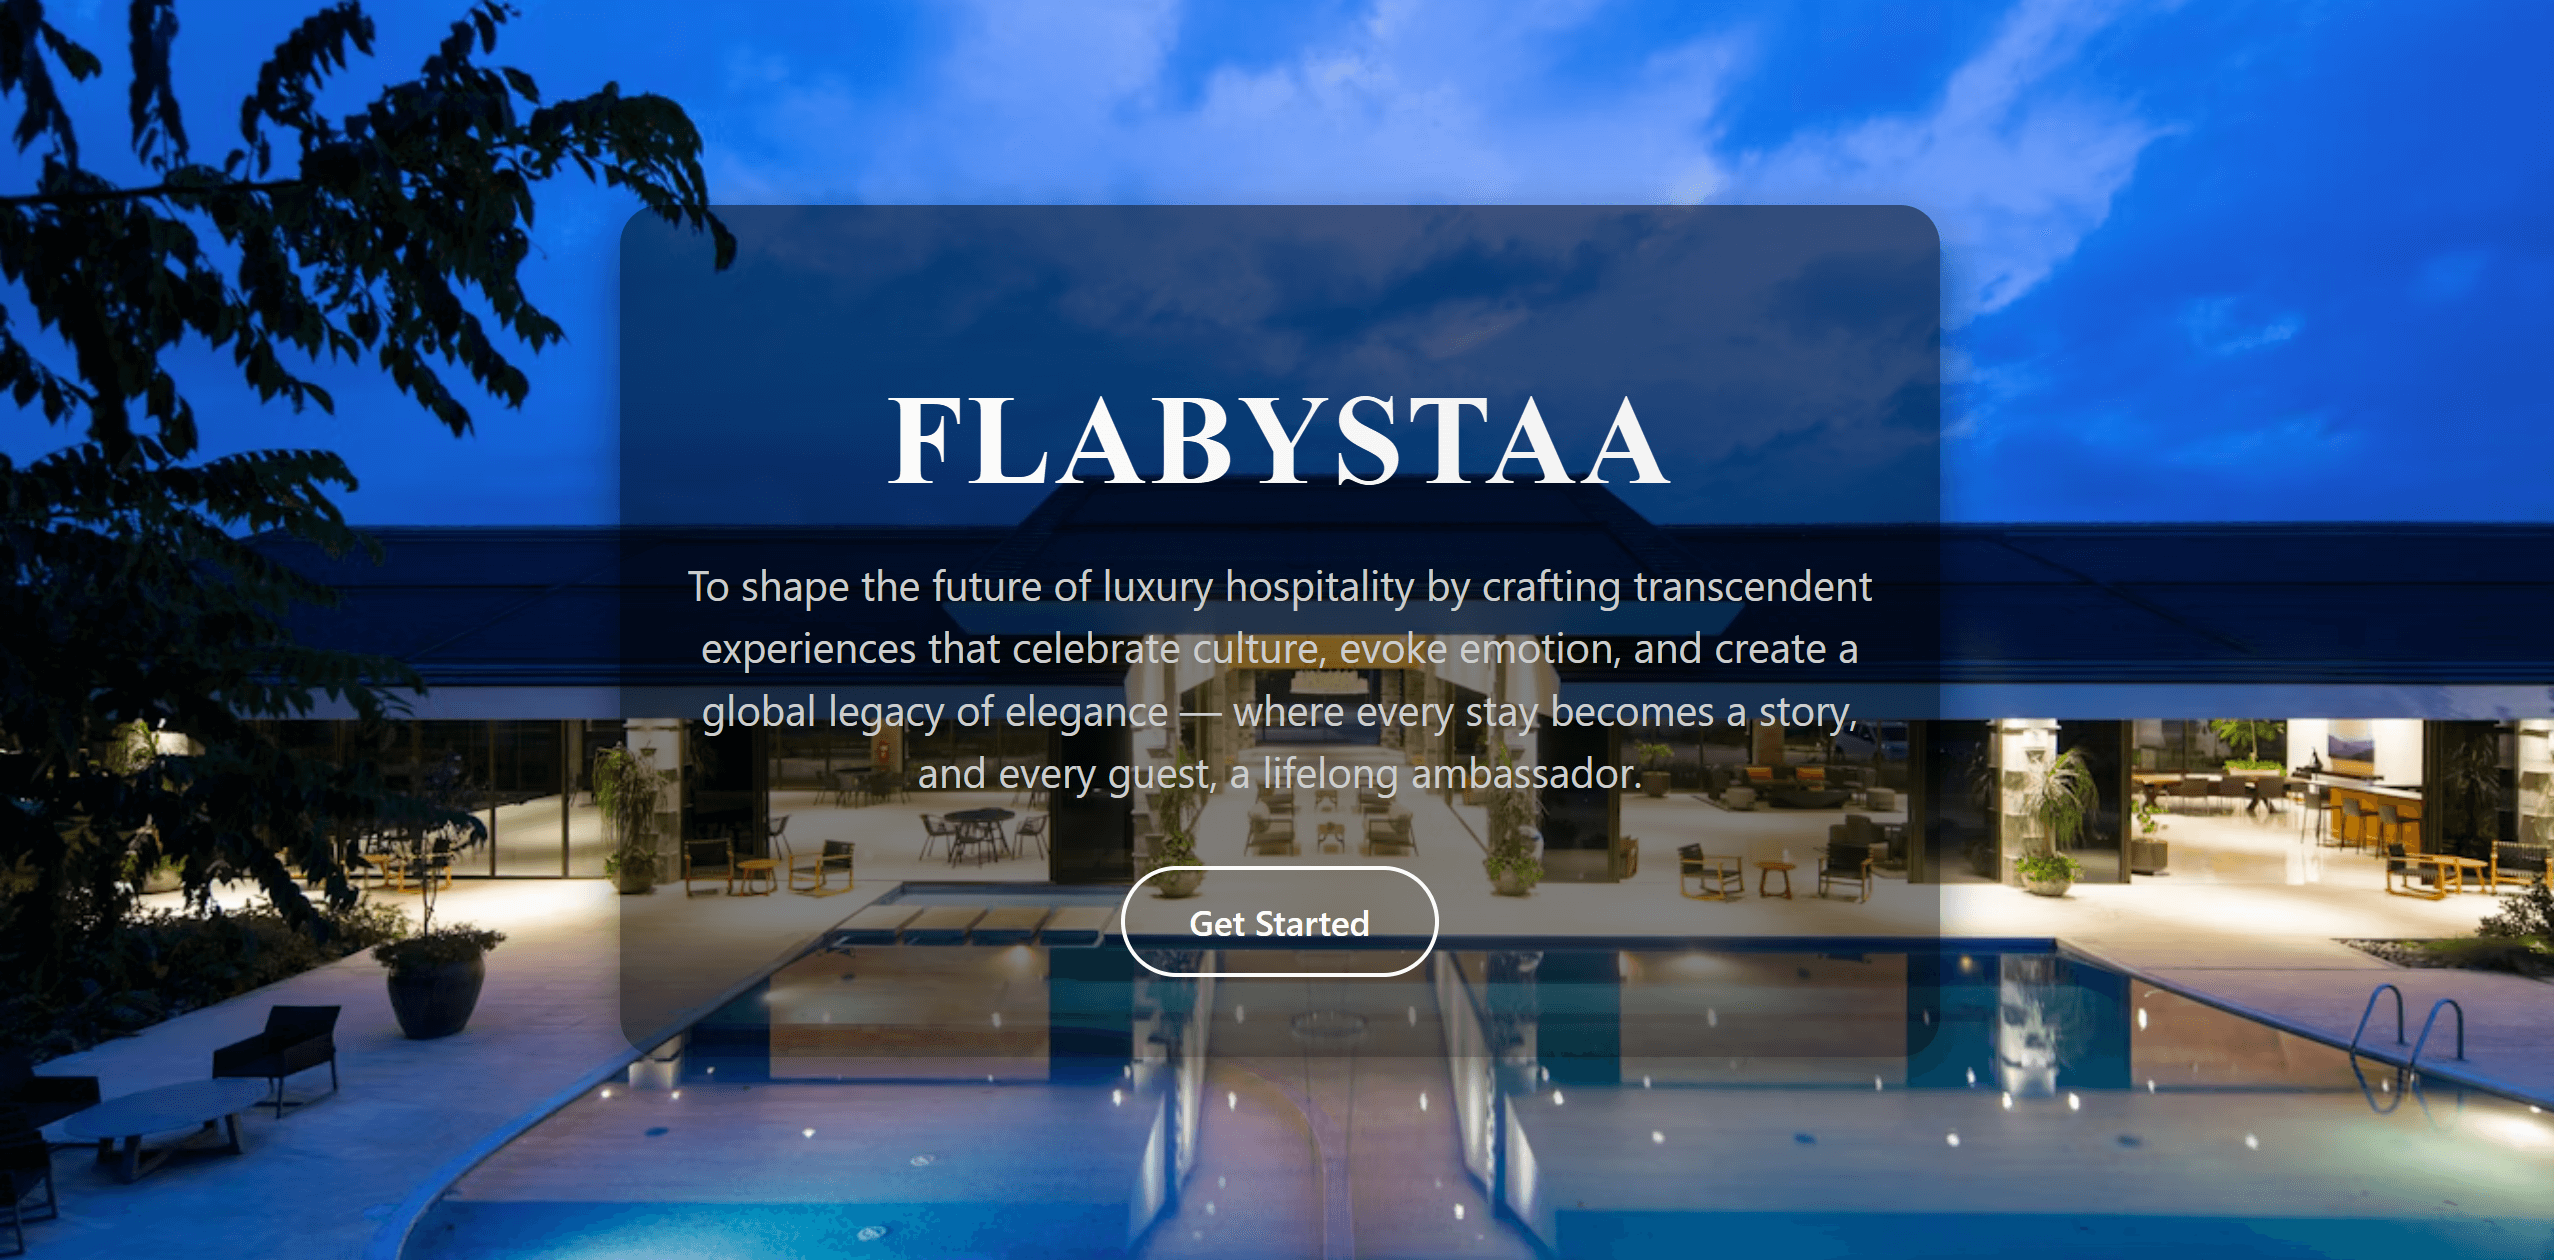 FLABYSTAA
To shape the future of luxury hospitality by crafting transcendent
experiences that celebrate culture, evoke emotion, and create a
global legacy of elegance — where every stay becomes a story,
and every guest, a lifelong ambassador.
Get Started